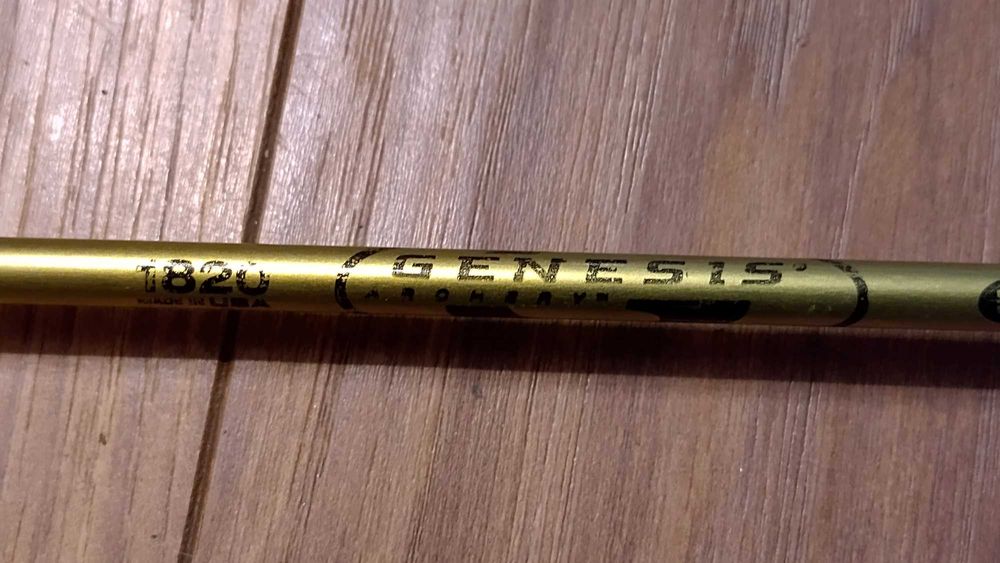 1820
MADE IN USA
GENESIS
ARCHERY